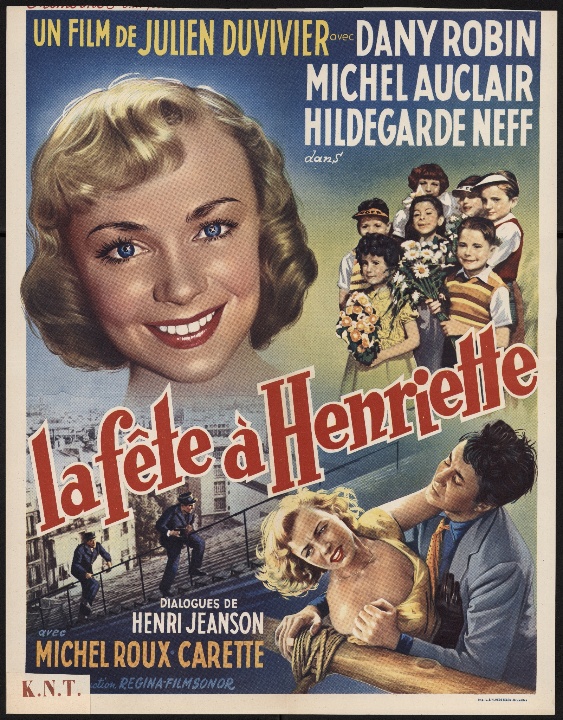 UN FILM DE JULIEN DUVIVIER avec DANY ROBIN
MICHEL AUCLAIR
HILDEGARDE NEFF
dans
la fête à Henriette
DIALOGUES DE
HENRI JEANSON
avec
MICHEL ROUX - CARETTE
K.N.T.
REGINA-FILMSONOR